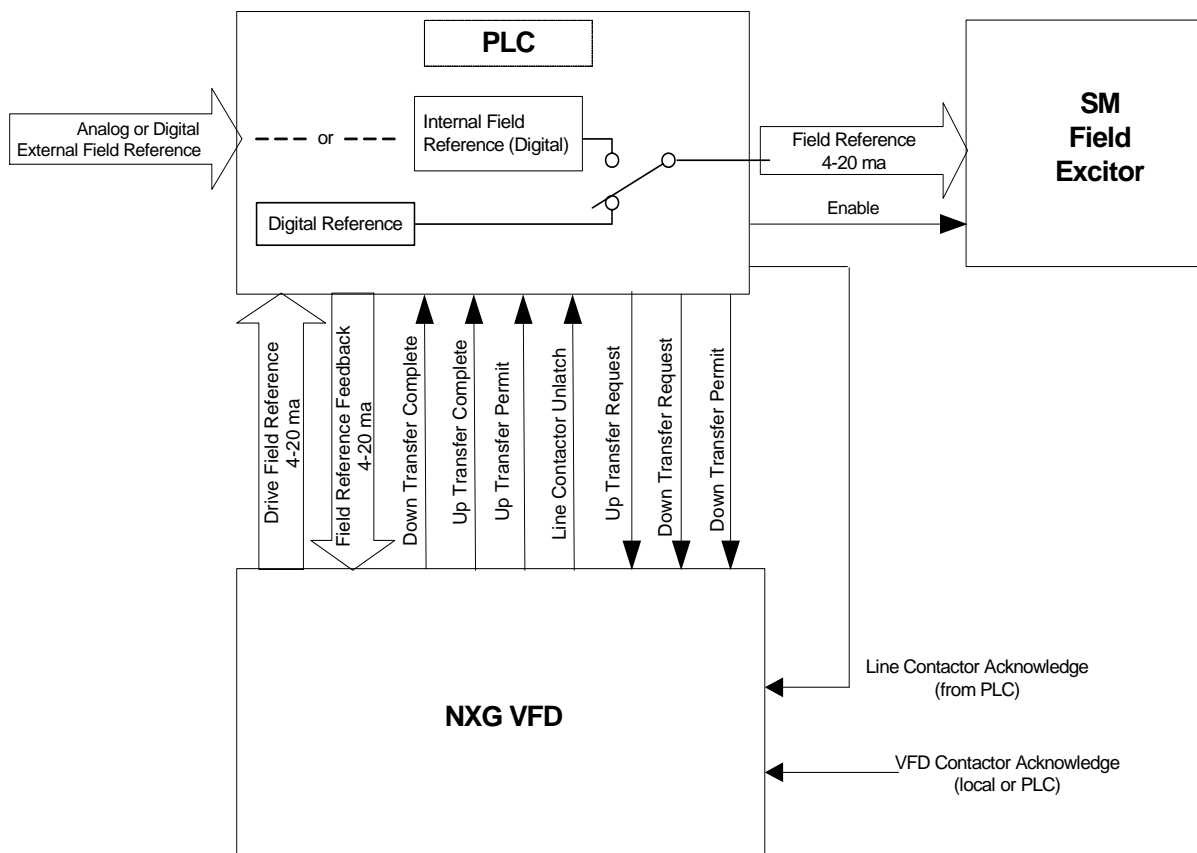 PLC
Analog or Digital
External Field Reference
or
Internal Field
Reference (Digital)
Digital Reference
Field Reference
4-20 ma
Enable
SM
Field
Excitor
Drive Field Reference
4-20 ma
Field Reference Feedback
4-20 ma
Down Transfer Complete
Up Transfer Complete
Up Transfer Permit
Line Contactor Unlatch
Up Transfer Request
Down Transfer Request
Down Transfer Permit
NXG VFD
Line Contactor Acknowledge
(from PLC)
VFD Contactor Acknowledge
(local or PLC)